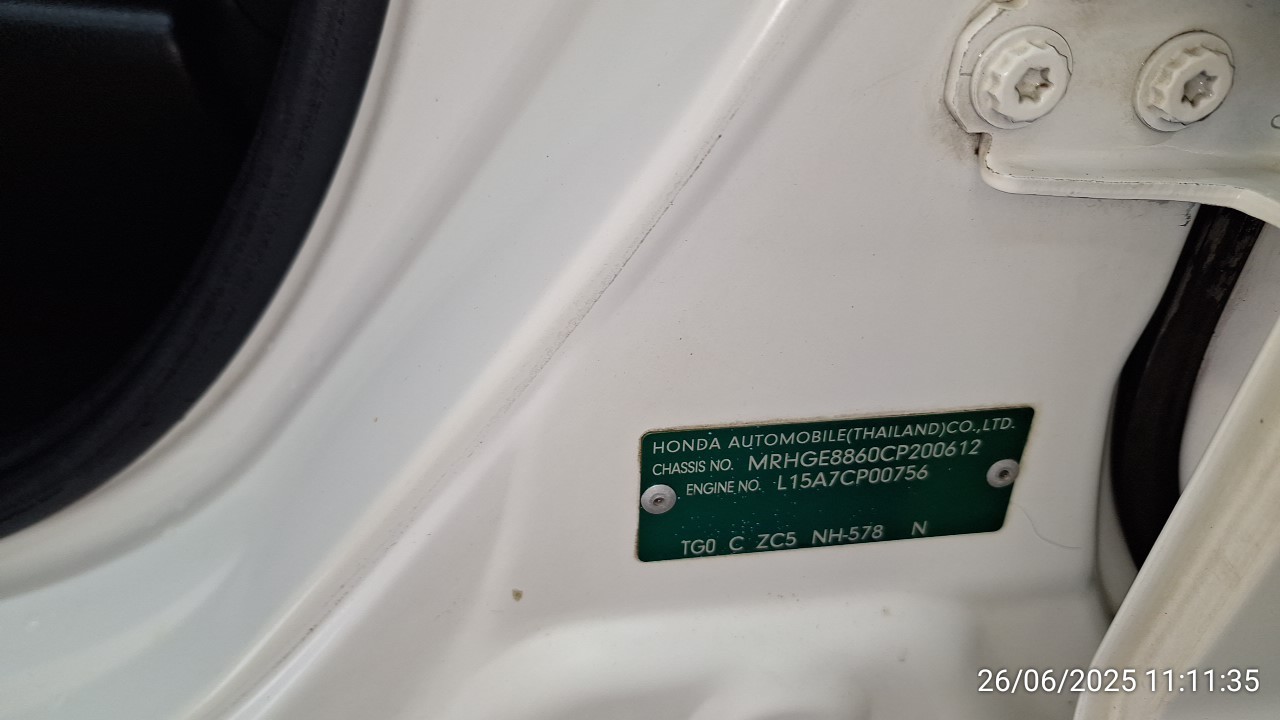 HONDA AUTOMOBILE(THAILAND)CO.,LTD.
CHASSIS NO. MRHGE8860CP200612
ENGINE NO. L15A7CP00756
TG0 C ZC5 NH-578 N
26/06/2025 11:11:35